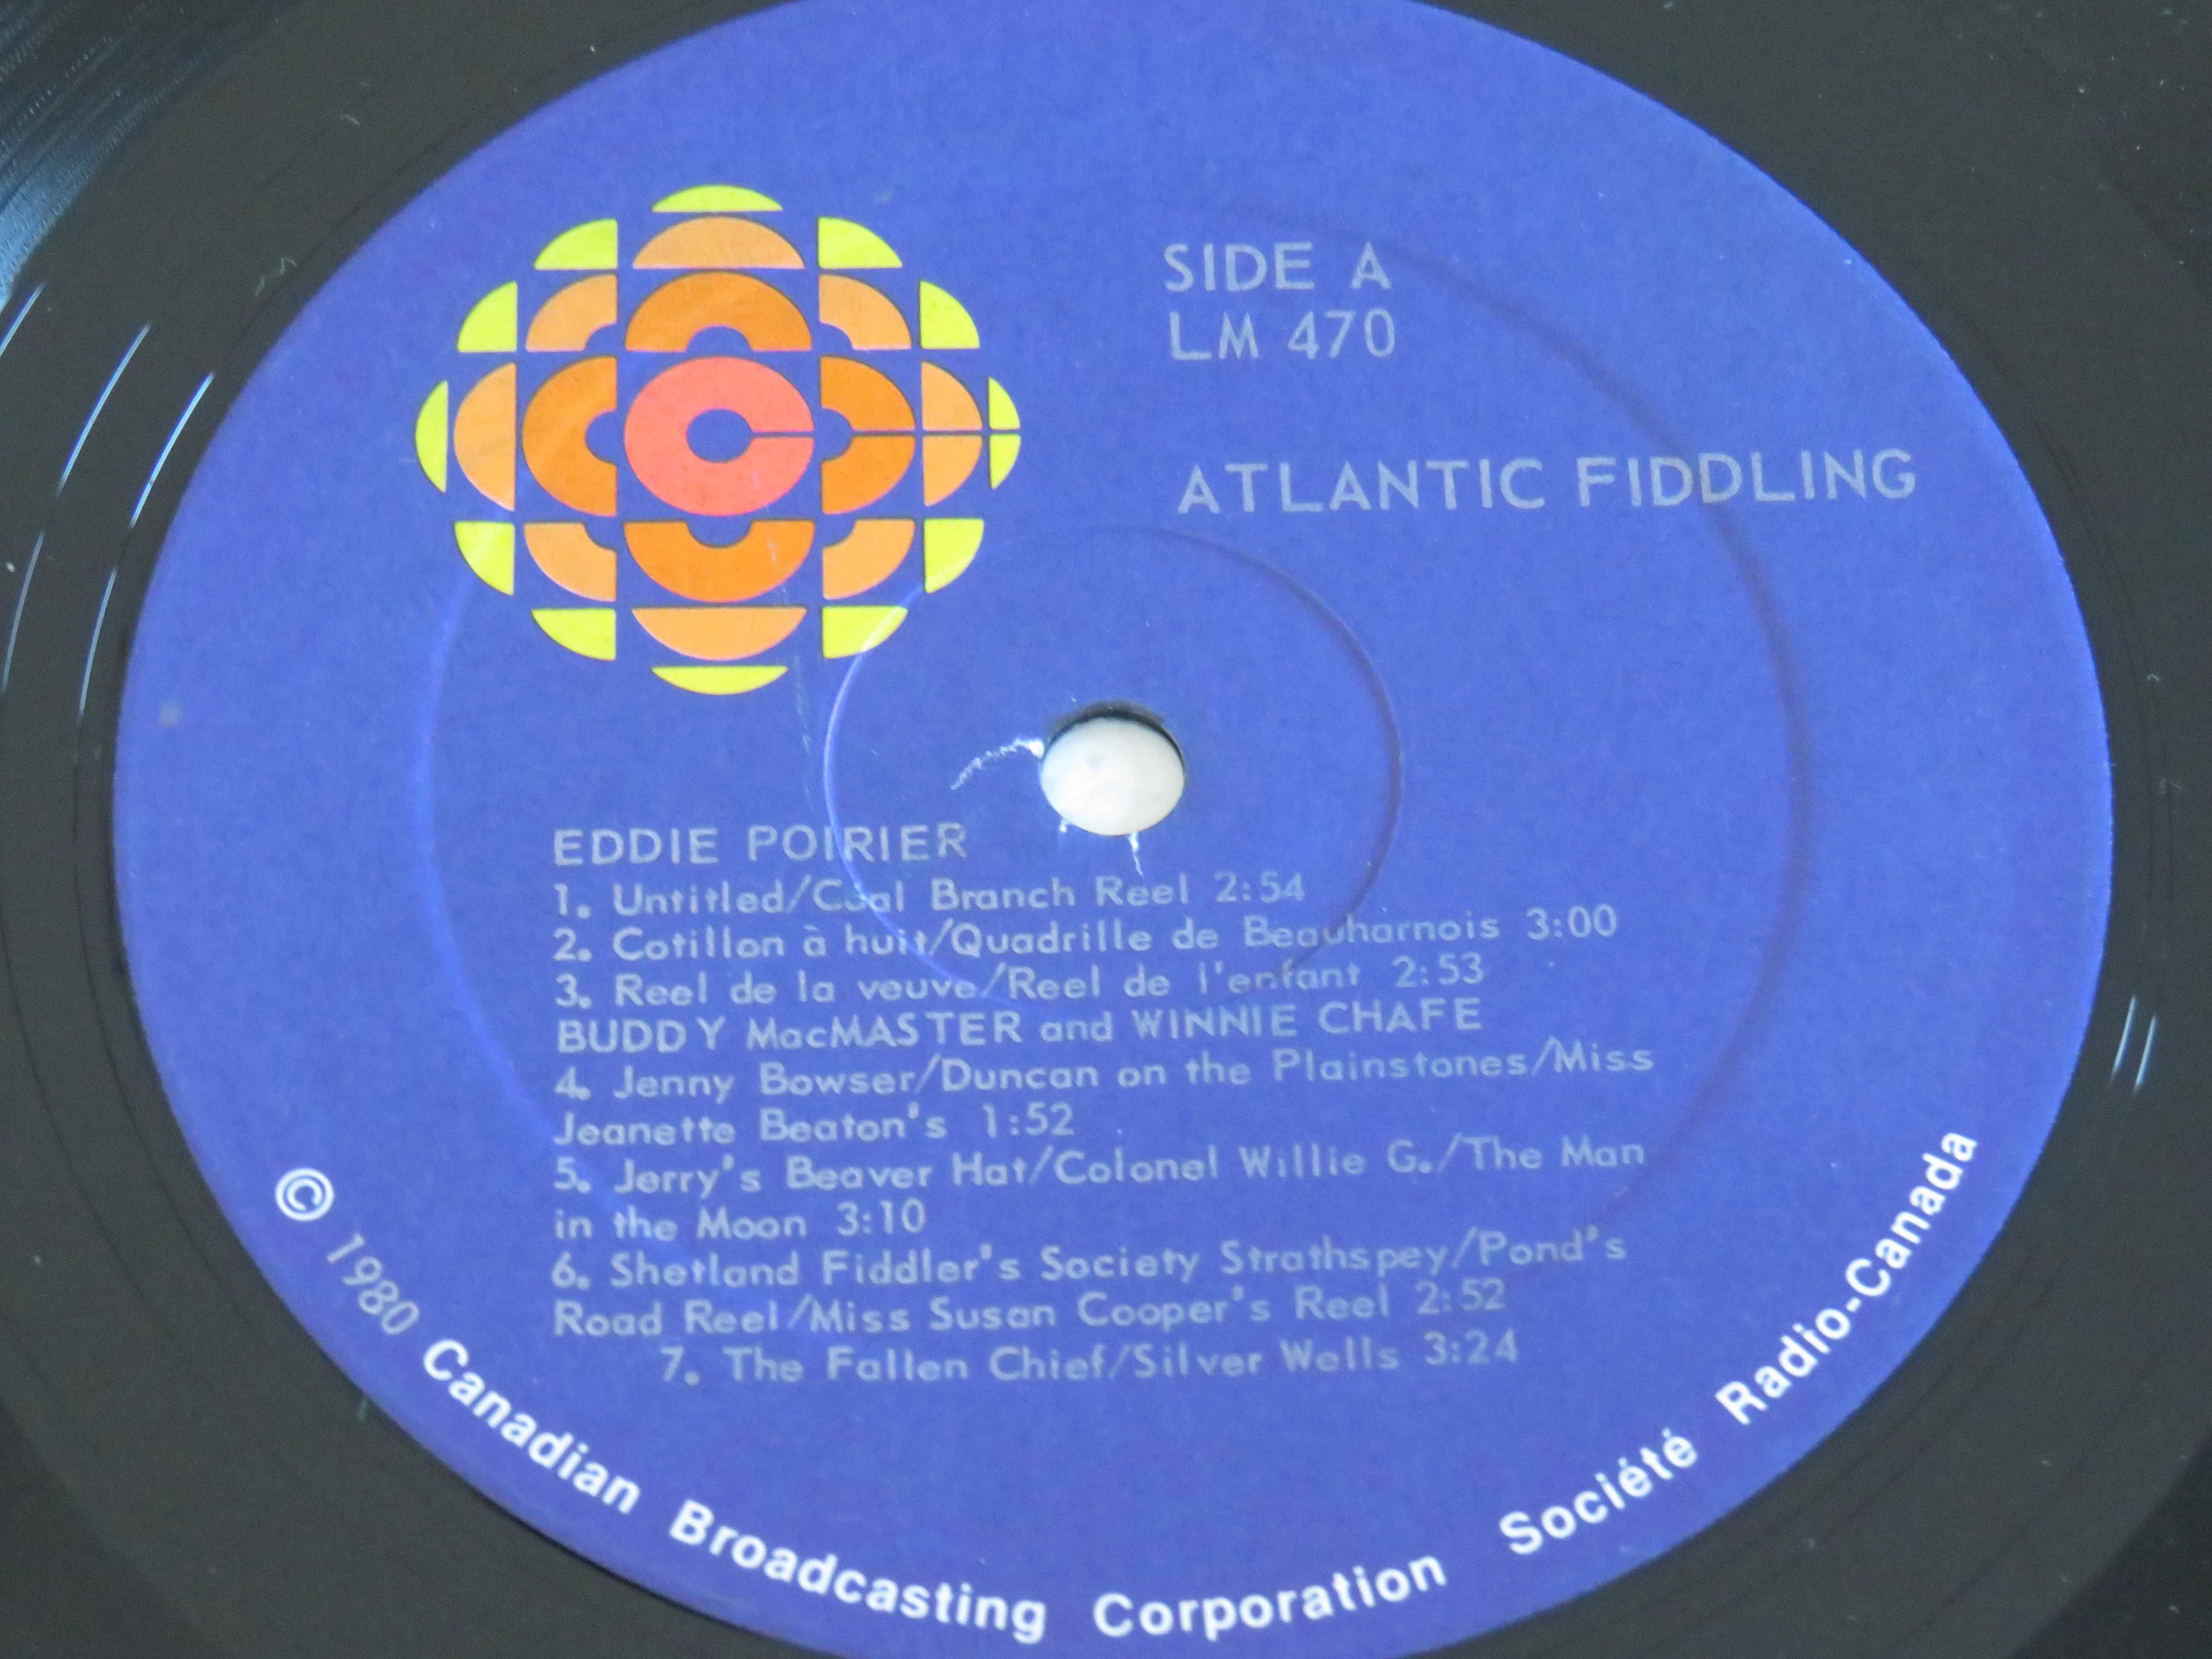 SIDE A
LM 470
ATLANTIC FIDDLING
EDDIE POIRIER
1. Untitled/Coal Branch Reel 2:54
2. Cotillon à huit/Quadrille de Beauharnois 3:00
3. Reel de la veuve/Reel de l'enfant 2:53
BUDDY MacMASTER and WINNIE CHAFE
4. Jenny Bowser/Duncan on the Plainstones/Miss
Jeanette Beaton's 1:52
5. Jerry's Beaver Hat/Colonel Willie G./The Man
in the Moon 3:10
6. Shetland Fiddler's Society Strathspey/Pond's
Road Reel/Miss Susan Cooper's Reel 2:52
7. The Fallen Chief/Silver Wells 3:24
© 1980 Canadian Broadcasting Corporation Société Radio-Canada